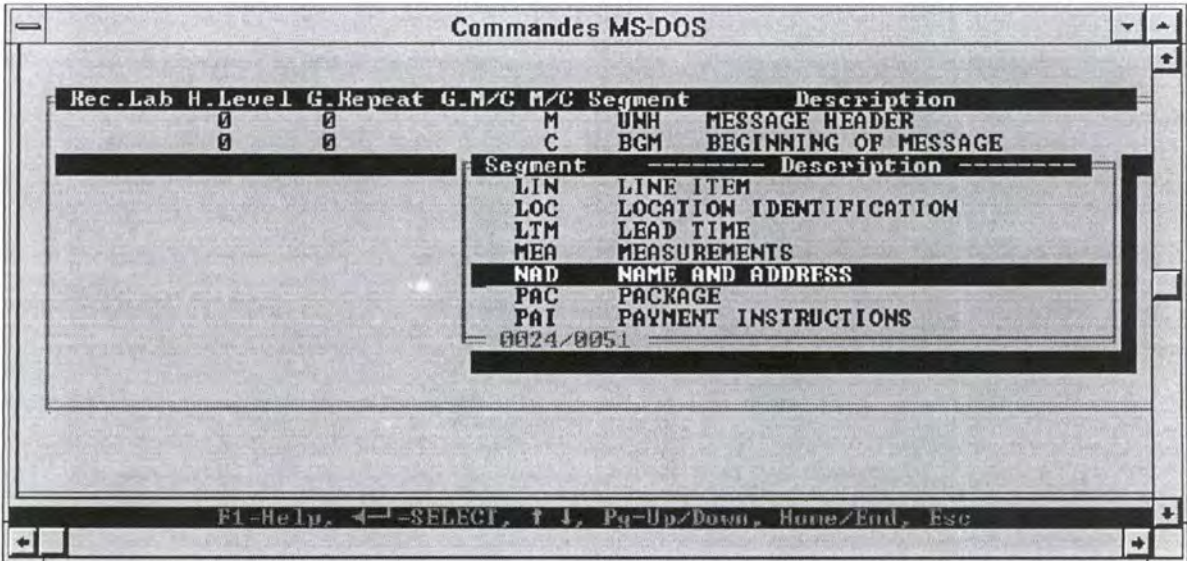 Commandes MS-DOS
Rec.Lab H.Level G.Repeat G.M/C M/C Segment Description
0 0 M UNH MESSAGE HEADER
0 0 C BGM BEGINNING OF MESSAGE
Segment -------- Description --------
LIN LINE ITEM
LOC LOCATION IDENTIFICATION
LTM LEAD TIME
MEA MEASUREMENTS
NAD NAME AND ADDRESS
PAC PACKAGE
PAI PAYMENT INSTRUCTIONS
0024/0051
F1-Help, ◄─┘-SELECT, ↑ ↓, Pg-Up/Down, Home/End, Esc